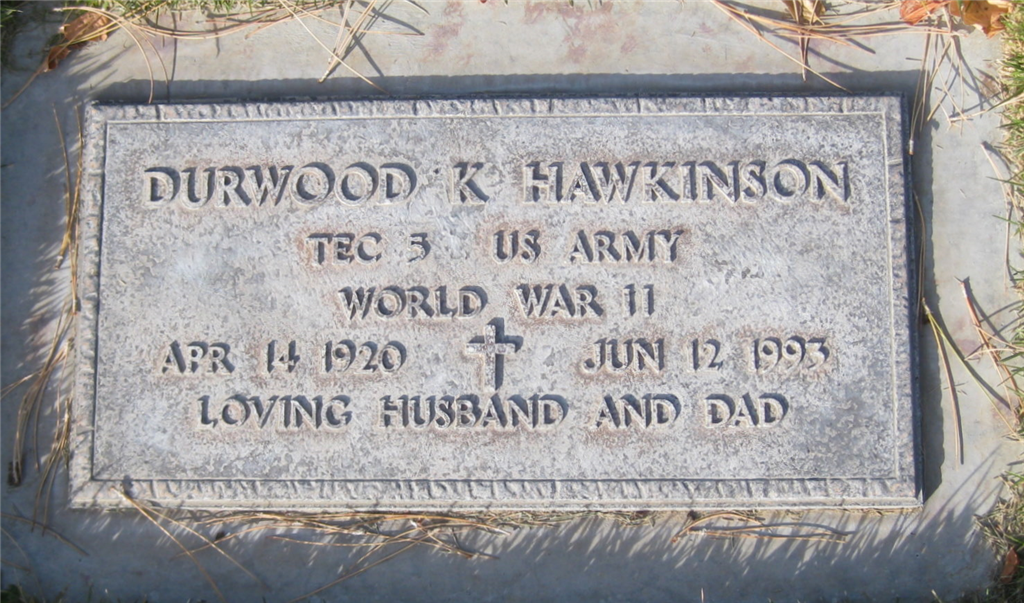 DURWOOD K HAWKINSON
TEC 5 US ARMY
WORLD WAR II
APR 14 1920 JUN 12 1993
LOVING HUSBAND AND DAD